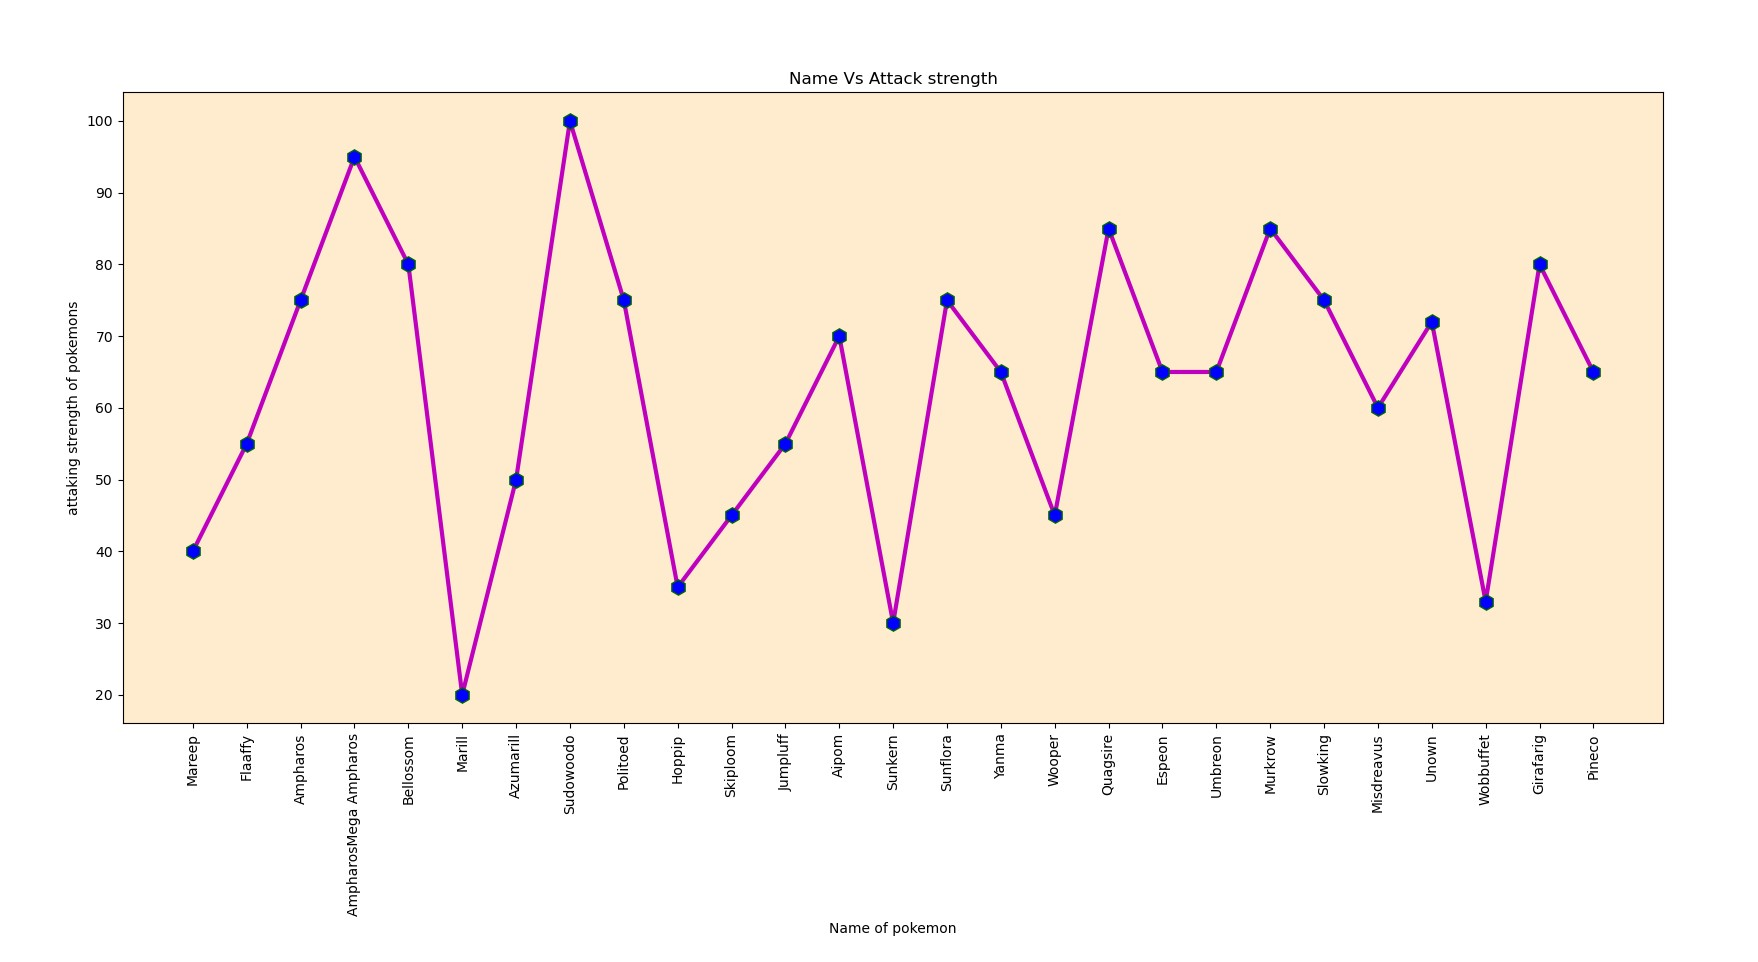 Name Vs Attack strength
attaking strength of pokemons
100
90
80
70
60
50
40
30
20
Mareep
Flaaffy
Ampharos
AmpharosMega Ampharos
Bellossom
Marill
Azumarill
Sudowoodo
Politoed
Hoppip
Skiploom
Jumpluff
Aipom
Sunkern
Sunflora
Yanma
Wooper
Quagsire
Espeon
Umbreon
Murkrow
Slowking
Misdreavus
Unown
Wobbuffet
Girafarig
Pineco
Name of pokemon